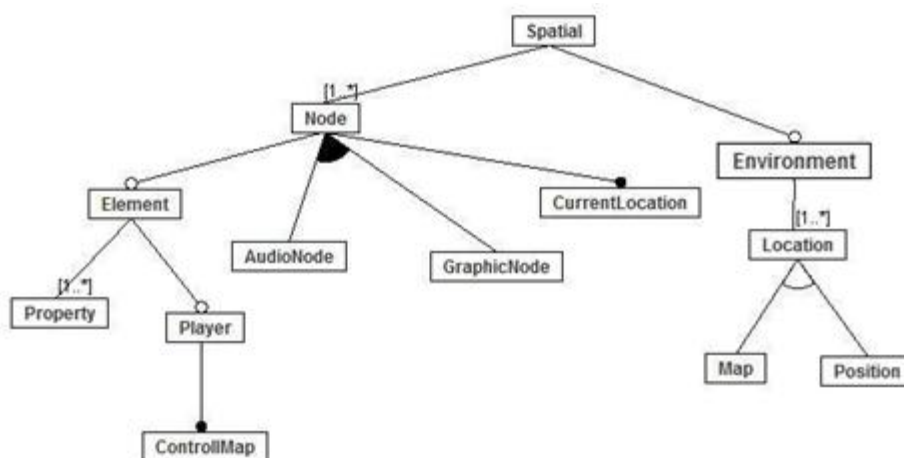 Spatial
[1..*]
Node
Environment
Element
CurrentLocation
[1..*]
Location
AudioNode
GraphicNode
[1..*]
Property
Player
Map
Position
ControllMap